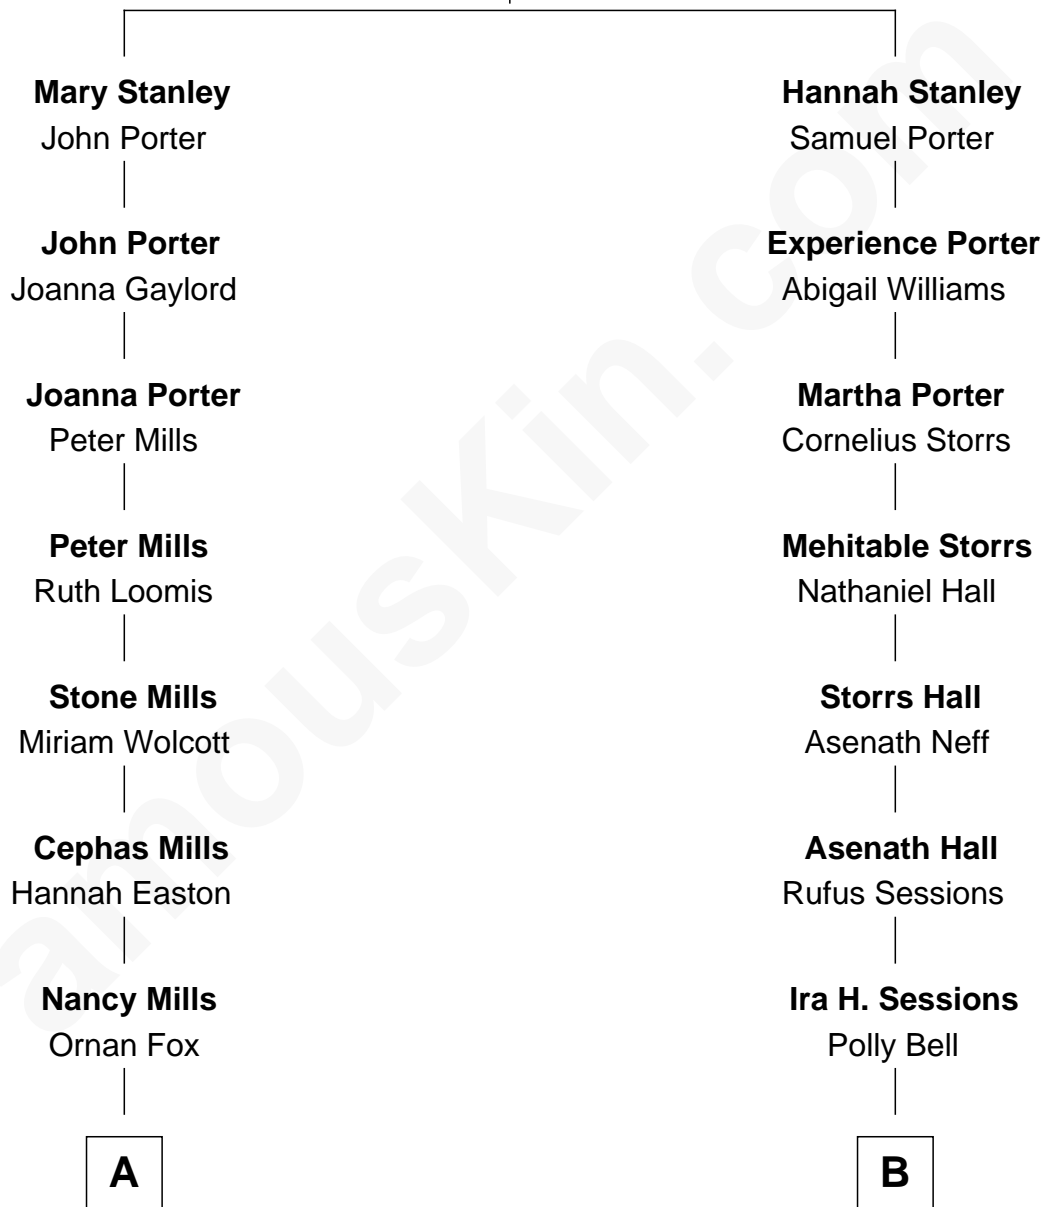 Mary Stanley
John Porter
John Porter
Joanna Gaylord
Joanna Porter
Peter Mills
Peter Mills
Ruth Loomis
Stone Mills
Miriam Wolcott
Cephas Mills
Hannah Easton
Nancy Mills
Ornan Fox
A
Hannah Stanley
Samuel Porter
Experience Porter
Abigail Williams
Martha Porter
Cornelius Storrs
Mehitable Storrs
Nathaniel Hall
Storrs Hall
Asenath Neff
Asenath Hall
Rufus Sessions
Ira H. Sessions
Polly Bell
B
amousKin.com